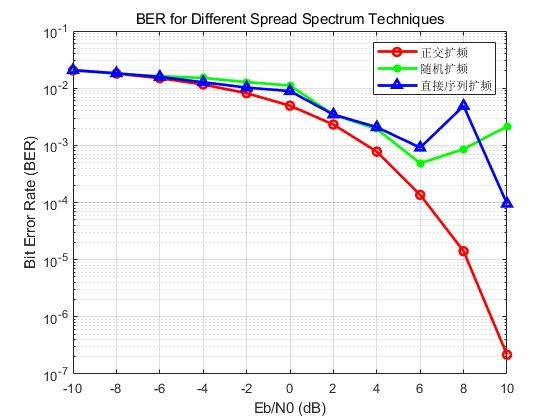 BER for Different Spread Spectrum Techniques
10^-1
10^-2
10^-3
10^-4
10^-5
10^-6
10^-7
Bit Error Rate (BER)
正交扩频
随机扩频
直接序列扩频
-10 -8 -6 -4 -2 0 2 4 6 8 10
Eb/N0 (dB)